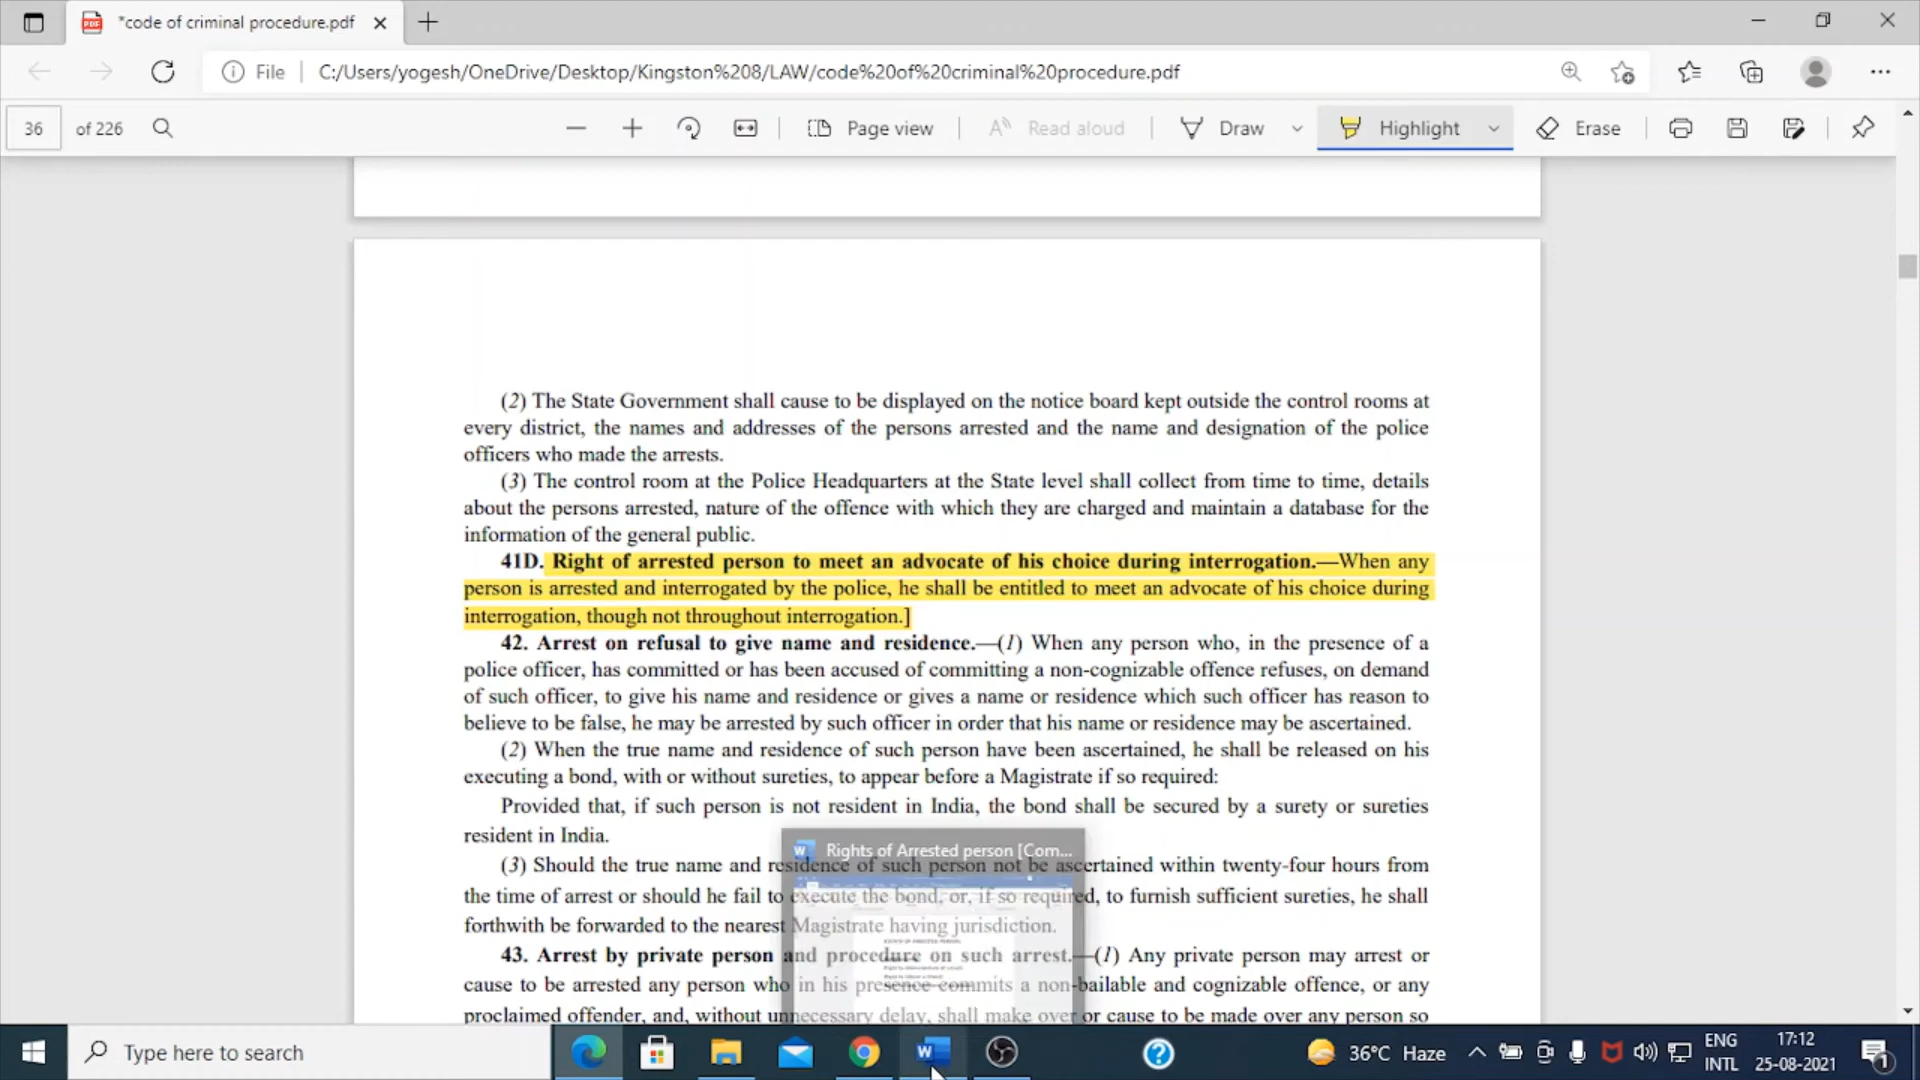 *code of criminal procedure.pdf
File
C:/Users/yogesh/OneDrive/Desktop/Kingston%208/LAW/code%20of%20criminal%20procedure.pdf
36 of 226
Page view
Read aloud
Draw
Highlight
Erase
(2) The State Government shall cause to be displayed on the notice board kept outside the control rooms at
every district, the names and addresses of the persons arrested and the name and designation of the police
officers who made the arrests.
(3) The control room at the Police Headquarters at the State level shall collect from time to time, details
about the persons arrested, nature of the offence with which they are charged and maintain a database for the
information of the general public.
41D. Right of arrested person to meet an advocate of his choice during interrogation.—When any
person is arrested and interrogated by the police, he shall be entitled to meet an advocate of his choice during
interrogation, though not throughout interrogation.]
42. Arrest on refusal to give name and residence.—(1) When any person who, in the presence of a
police officer, has committed or has been accused of committing a non-cognizable offence refuses, on demand
of such officer, to give his name and residence or gives a name or residence which such officer has reason to
believe to be false, he may be arrested by such officer in order that his name or residence may be ascertained.
(2) When the true name and residence of such person have been ascertained, he shall be released on his
executing a bond, with or without sureties, to appear before a Magistrate if so required:
Provided that, if such person is not resident in India, the bond shall be secured by a surety or sureties
resident in India.
Rights of Arrested person [Com...
(3) Should the true name and residence of such person not be ascertained within twenty-four hours from
the time of arrest or should he fail to execute the bond, or, if so required, to furnish sufficient sureties, he shall
forthwith be forwarded to the nearest Magistrate having jurisdiction.
43. Arrest by private person and procedure on such arrest.—(1) Any private person may arrest or
cause to be arrested any person who in his presence commits a non-bailable and cognizable offence, or any
proclaimed offender, and, without unnecessary delay, shall make over or cause to be made over any person so
Type here to search
36°C Haze
ENG
INTL
17:12
25-08-2021
1